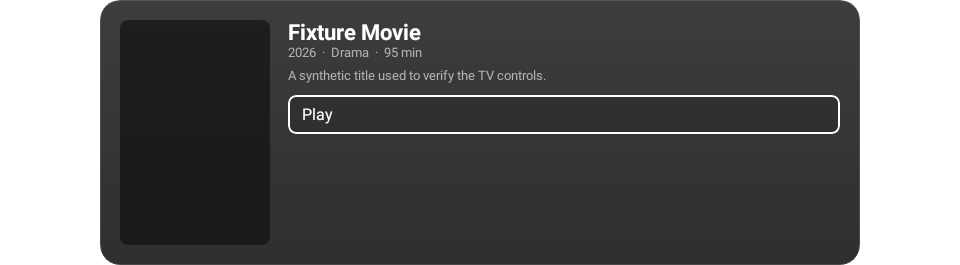 Fixture Movie
2026 · Drama · 95 min
A synthetic title used to verify the TV controls.
Play